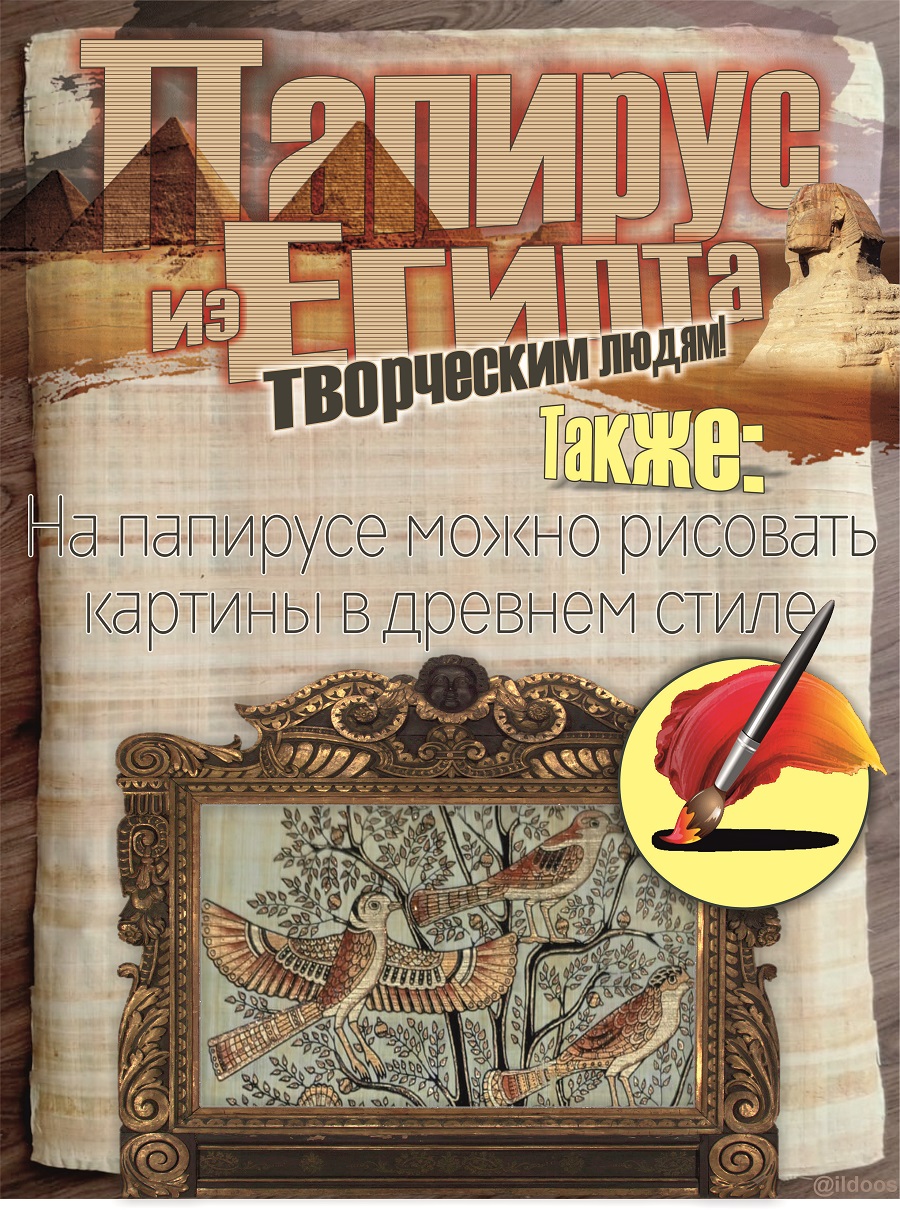 Папирус
из Египта
творческим людям!
Также:
На папирусе можно рисовать
картины в древнем стиле
@ildoos